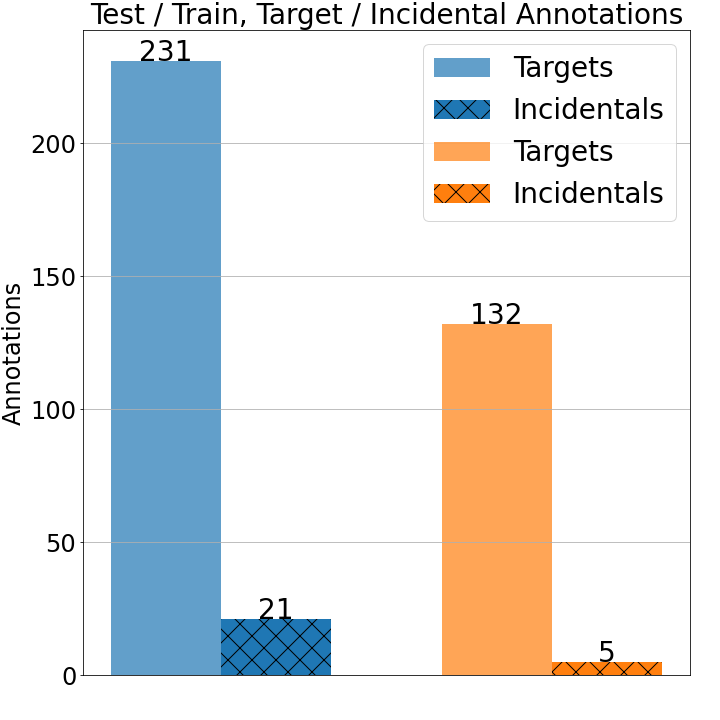 Test / Train, Target / Incidental Annotations
231
Targets
Incidentals
Targets
Incidentals
200
150
132
100
50
21
5
0
Annotations